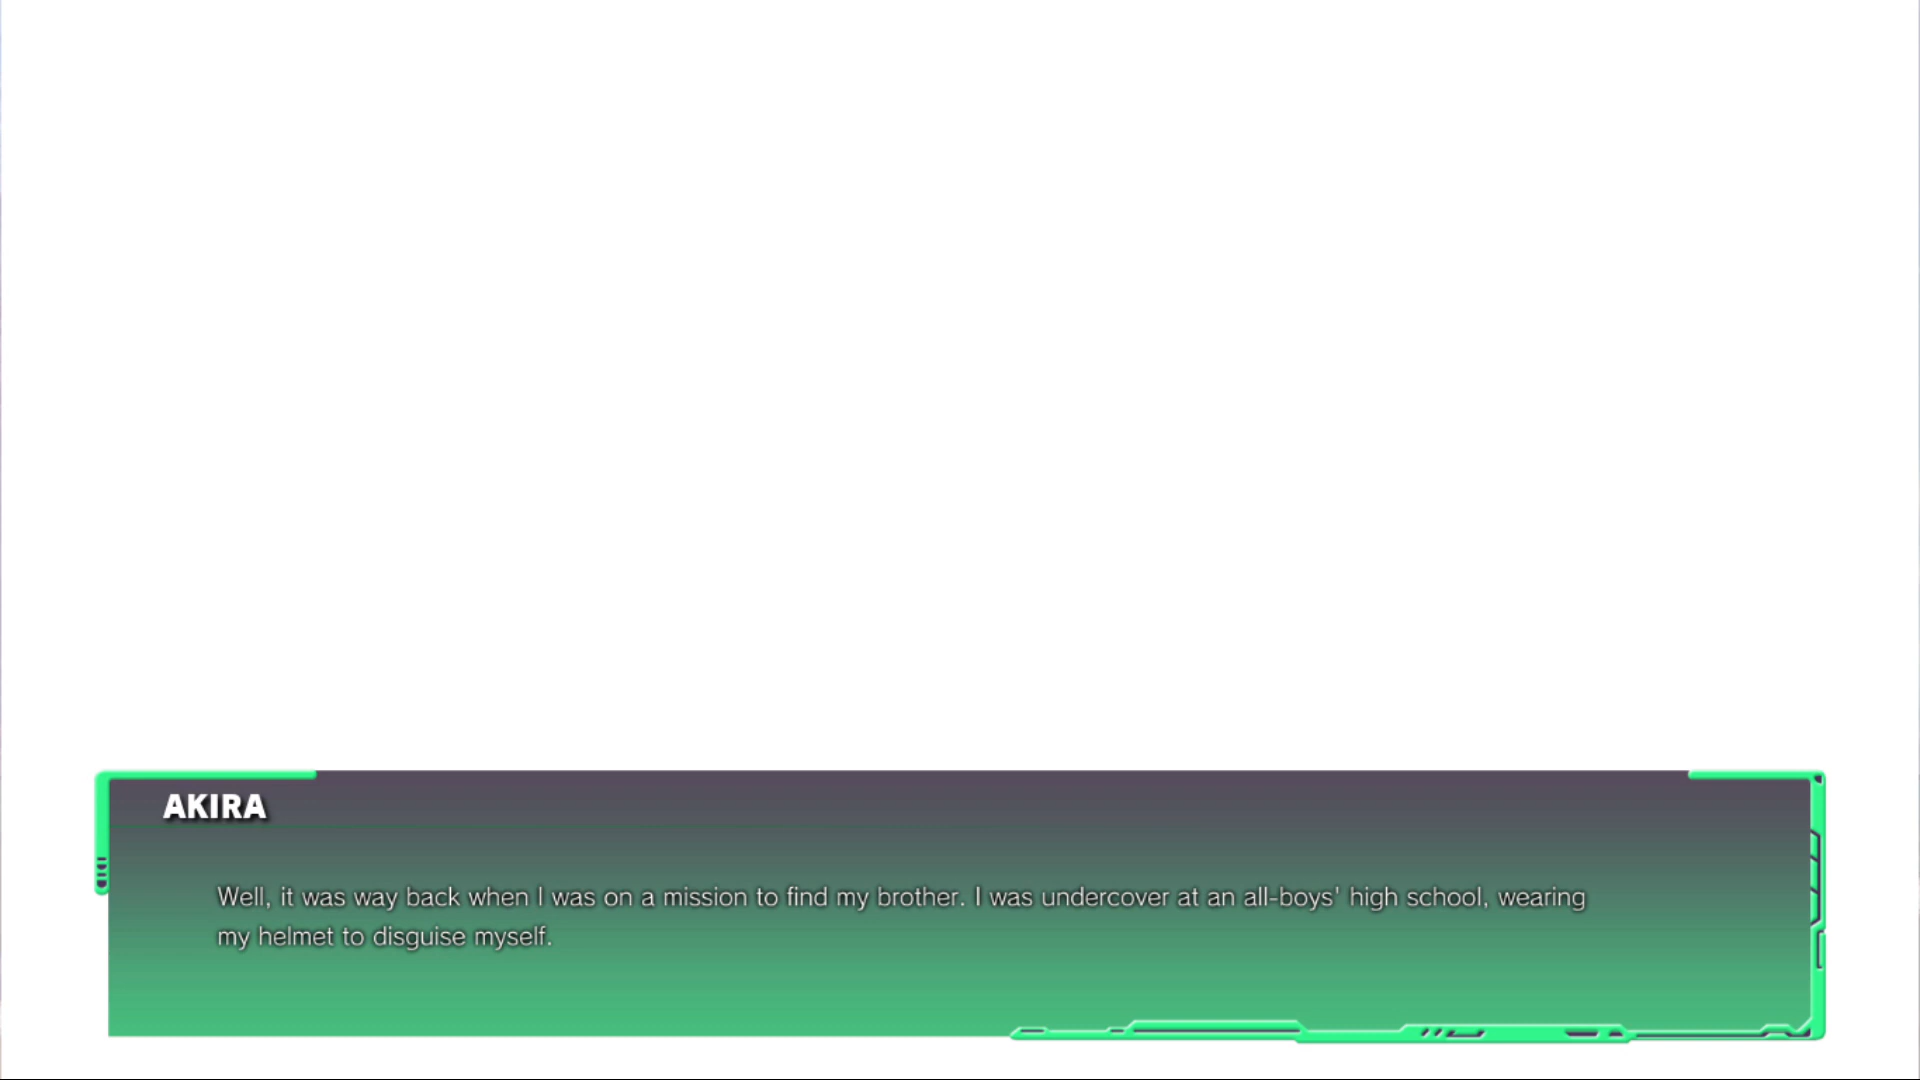 AKIRA
Well, it was way back when I was on a mission to find my brother. I was undercover at an all-boys' high school, wearing
my helmet to disguise myself.